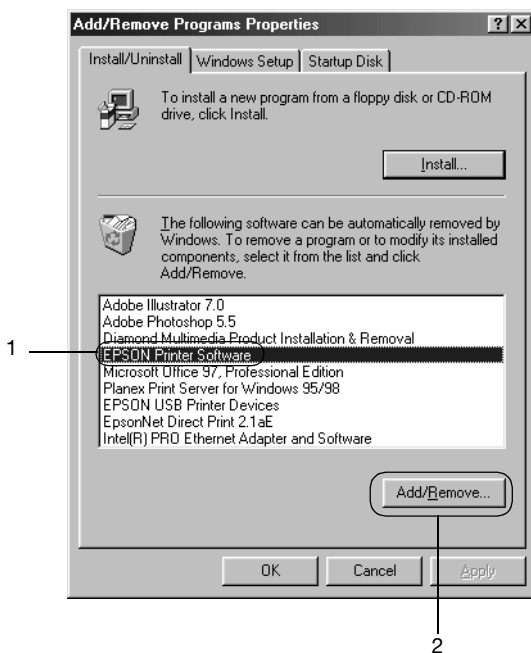 Add/Remove Programs Properties
Install/Uninstall Windows Setup Startup Disk
To install a new program from a floppy disk or CD-ROM
drive, click Install.
Install...
The following software can be automatically removed by
Windows. To remove a program or to modify its installed
components, select it from the list and click
Add/Remove.
Adobe Illustrator 7.0
Adobe Photoshop 5.5
Diamond Multimedia Product Installation & Removal
1
EPSON Printer Software
Microsoft Office 97, Professional Edition
Planex Print Server for Windows 95/98
EPSON USB Printer Devices
EpsonNet Direct Print 2.1aE
Intel(R) PRO Ethernet Adapter and Software
Add/Remove...
OK Cancel Apply
2